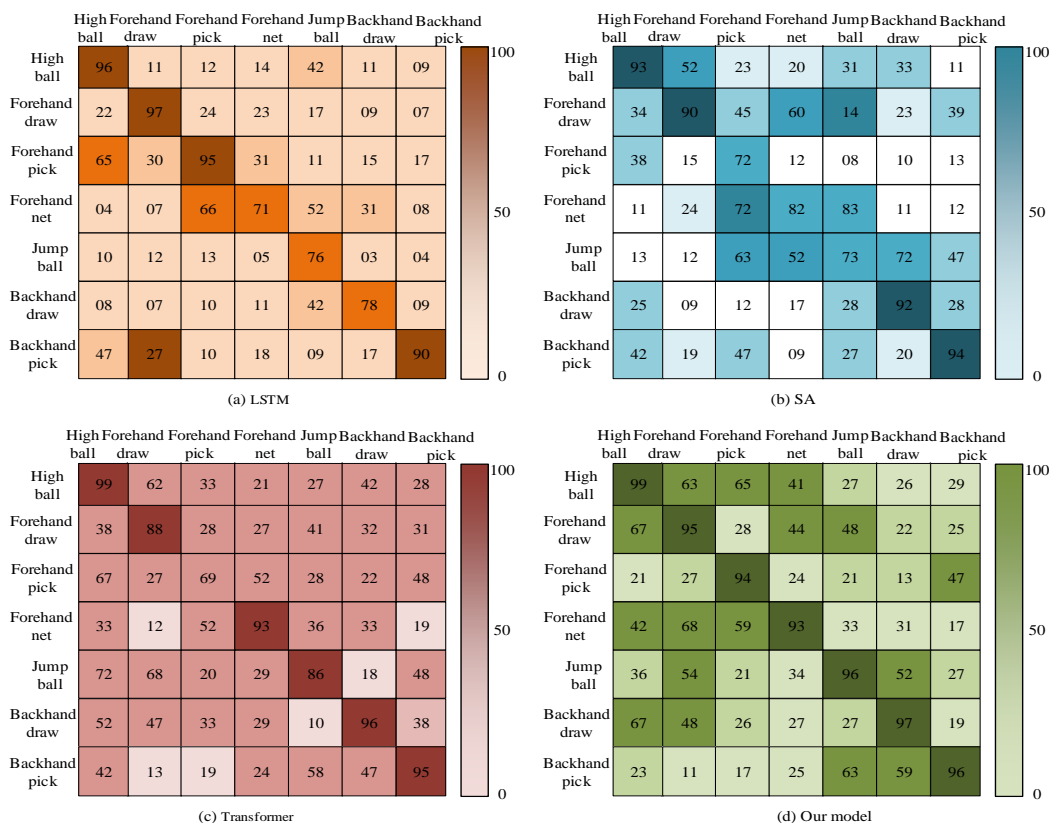 High Forehand Forehand Forehand Jump Backhand Backhand
ball draw pick net ball draw pick
High
ball 96 11 12 14 42 11 09
Forehand
draw 22 97 24 23 17 09 07
Forehand
pick 65 30 95 31 11 15 17
Forehand
net 04 07 66 71 52 31 08
Jump
ball 10 12 13 05 76 03 04
Backhand
draw 08 07 10 11 42 78 09
Backhand
pick 47 27 10 18 09 17 90
100
50
0
(a) LSTM
High Forehand Forehand Forehand Jump Backhand Backhand
ball draw pick net ball draw pick
High
ball 93 52 23 20 31 33 11
Forehand
draw 34 90 45 60 14 23 39
Forehand
pick 38 15 72 12 08 10 13
Forehand
net 11 24 72 82 83 11 12
Jump
ball 13 12 63 52 73 72 47
Backhand
draw 25 09 12 17 28 92 28
Backhand
pick 42 19 47 09 27 20 94
100
50
0
(b) SA
High Forehand Forehand Forehand Jump Backhand Backhand
ball draw pick net ball draw pick
High
ball 99 62 33 21 27 42 28
Forehand
draw 38 88 28 27 41 32 31
Forehand
pick 67 27 69 52 28 22 48
Forehand
net 33 12 52 93 36 33 19
Jump
ball 72 68 20 29 86 18 48
Backhand
draw 52 47 33 29 10 96 38
Backhand
pick 42 13 19 24 58 47 95
100
50
0
(c) Transformer
High Forehand Forehand Forehand Jump Backhand Backhand
ball draw pick net ball draw pick
High
ball 99 63 65 41 27 26 29
Forehand
draw 67 95 28 44 48 22 25
Forehand
pick 21 27 94 24 21 13 47
Forehand
net 42 68 59 93 33 31 17
Jump
ball 36 54 21 34 96 52 27
Backhand
draw 67 48 26 27 27 97 19
Backhand
pick 23 11 17 25 63 59 96
100
50
0
(d) Our model